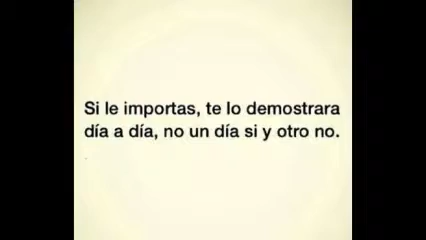 Si le importas, te lo demostrara
día a día, no un día si y otro no.